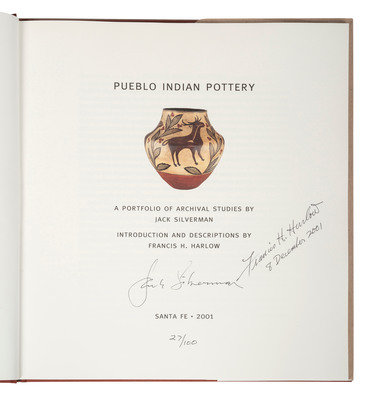 PUEBLO INDIAN POTTERY
A PORTFOLIO OF ARCHIVAL STUDIES BY
JACK SILVERMAN
INTRODUCTION AND DESCRIPTIONS BY
FRANCIS H. HARLOW
Francis H. Harlow
8 December 2001
Jack Silverman
SANTA FE • 2001
27/100